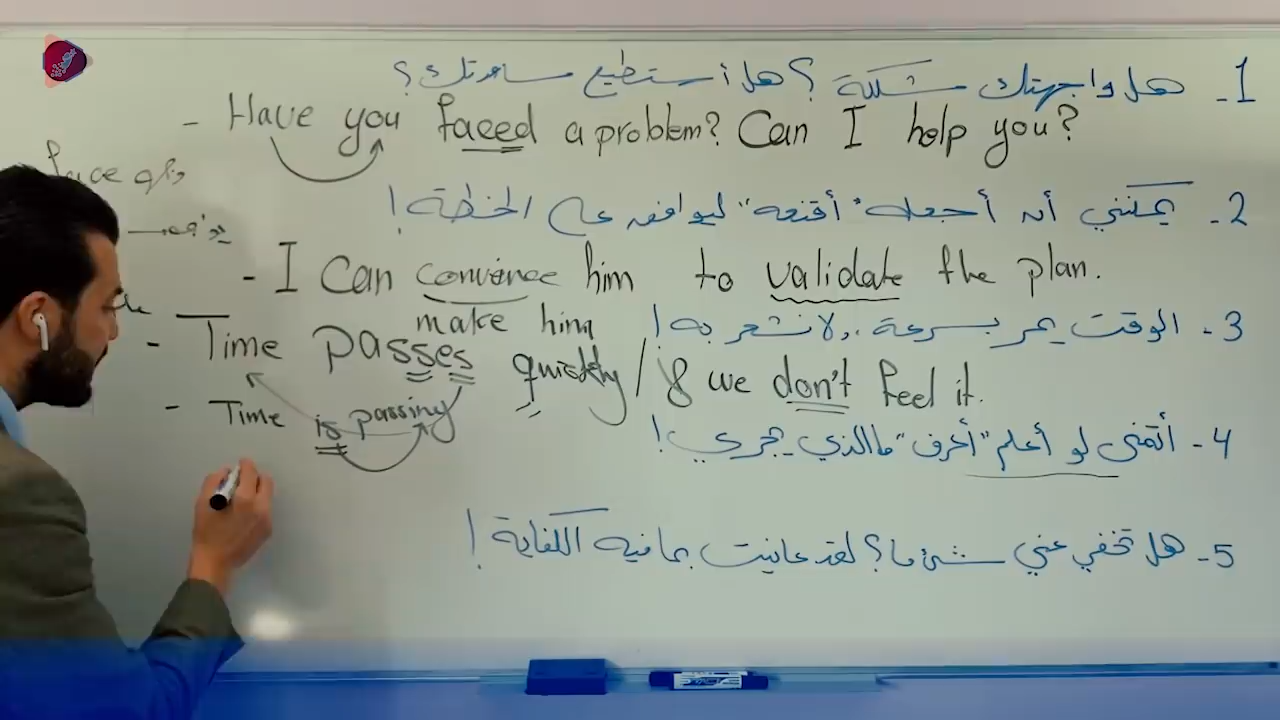 1- هل واجهتك مشكلة ؟ هل أستطيع مساعدتك ؟
- Have you faced a problem? Can I help you?
face
2- يمكنني أن أجعله "أقنعه" ليوافق على الخطة !
- I Can convince him to validate the plan.
make him
3- الوقت يمر بسرعة ,, لا نشعر به !
- Time passes quickly / & we don't feel it.
- Time is passing
4- أتمنى لو أعلم "أعرف" ما الذي يجري !
5- هل تخفي عني شيء ما ؟ لقد عانيت بما فيه الكفاية !